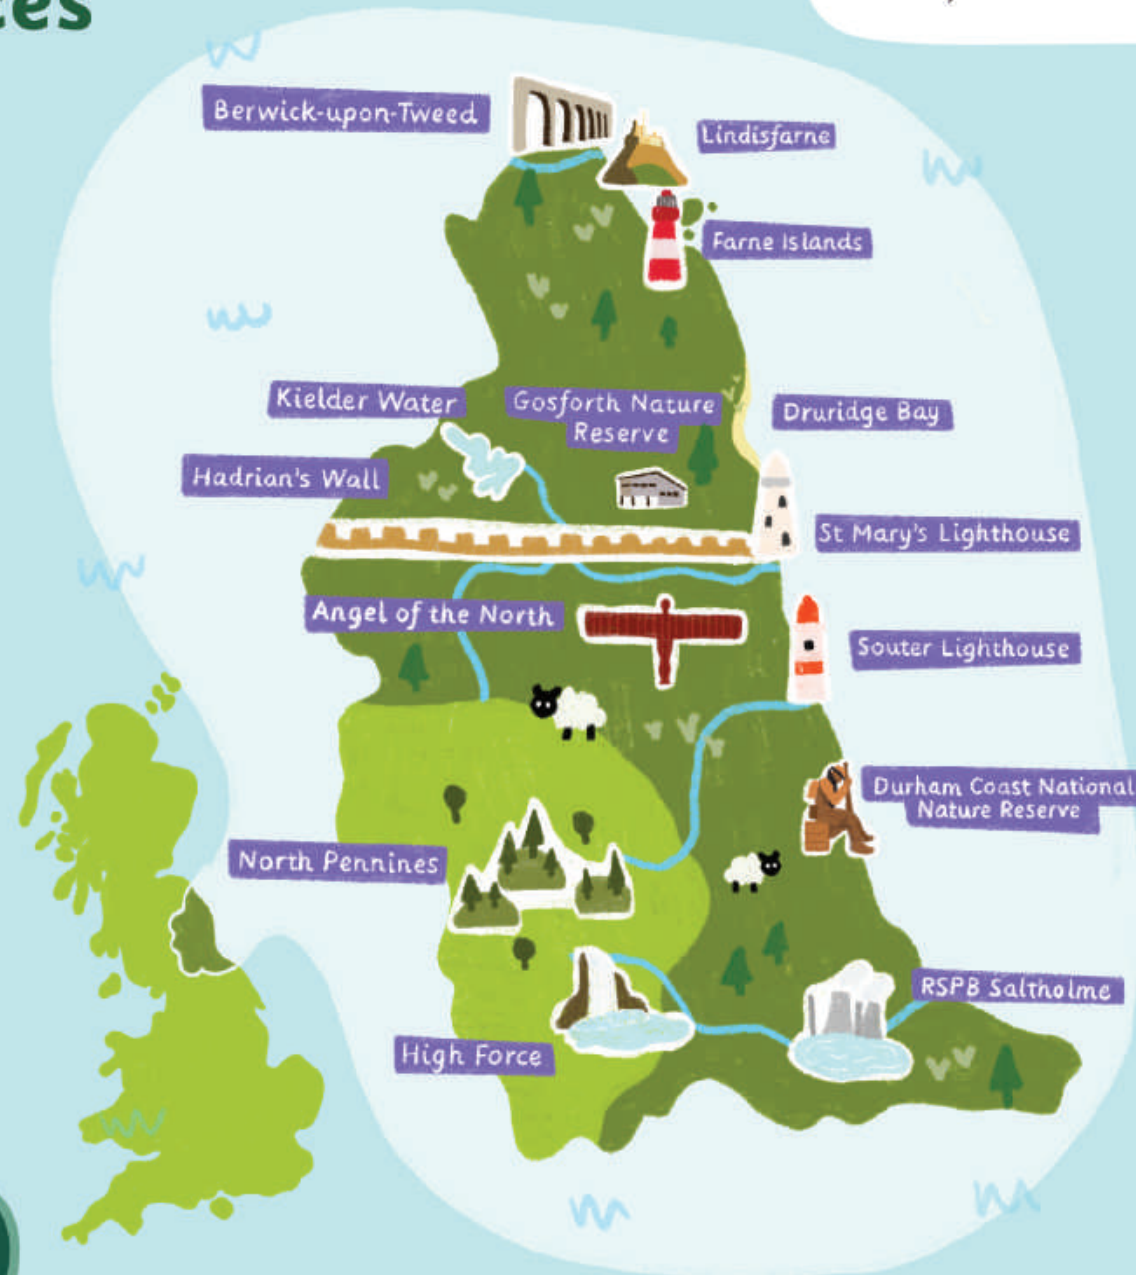 Berwick-upon-Tweed
Lindisfarne
Farne Islands
Kielder Water
Gosforth Nature
Reserve
Druridge Bay
Hadrian's Wall
St Mary's Lighthouse
Angel of the North
Souter Lighthouse
Durham Coast National
Nature Reserve
North Pennines
RSPB Saltholme
High Force